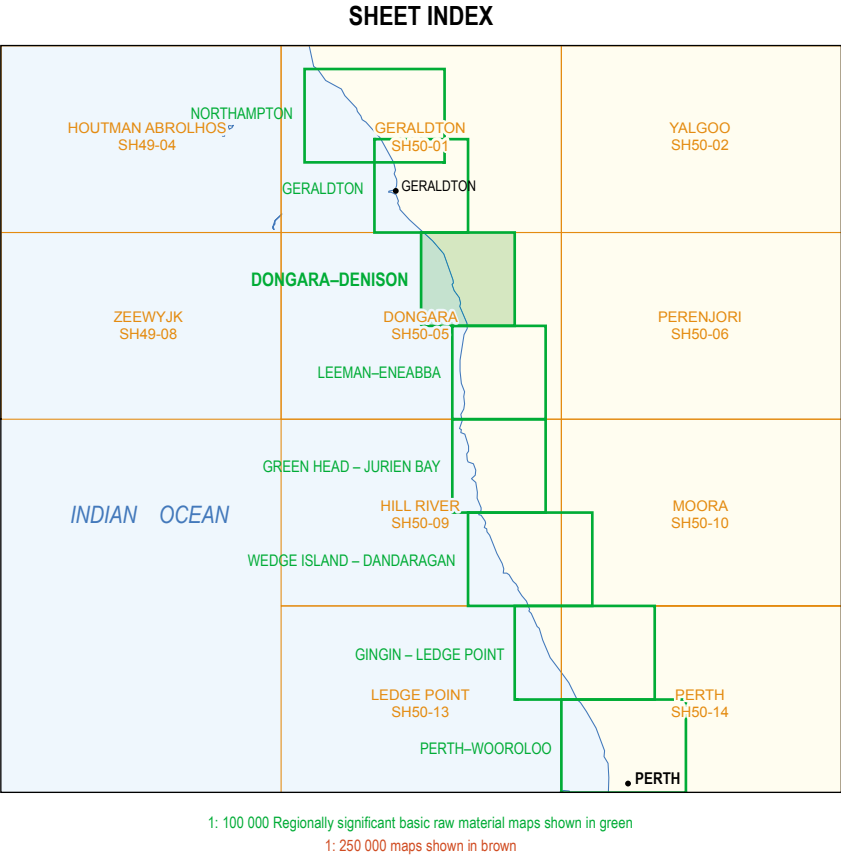 SHEET INDEX
NORTHAMPTON
HOUTMAN ABROLHOS
SH49-04
GERALDTON
SH50-01
YALGOO
SH50-02
GERALDTON
GERALDTON
DONGARA–DENISON
ZEEWYJK
SH49-08
DONGARA
SH50-05
PERENJORI
SH50-06
LEEMAN–ENEABBA
GREEN HEAD – JURIEN BAY
INDIAN OCEAN
HILL RIVER
SH50-09
MOORA
SH50-10
WEDGE ISLAND – DANDARAGAN
GINGIN – LEDGE POINT
LEDGE POINT
SH50-13
PERTH
SH50-14
PERTH–WOOROLOO
PERTH
1: 100 000 Regionally significant basic raw material maps shown in green
1: 250 000 maps shown in brown